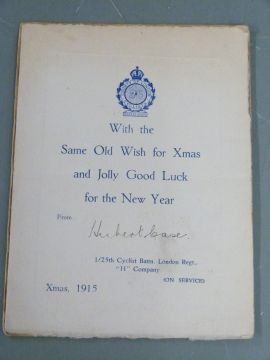 With the
Same Old Wish for Xmas
and Jolly Good Luck
for the New Year
From
Hubert Case.
1/25th Cyclist Battn. London Regt.,
"H" Company
(ON SERVICE)
Xmas, 1915